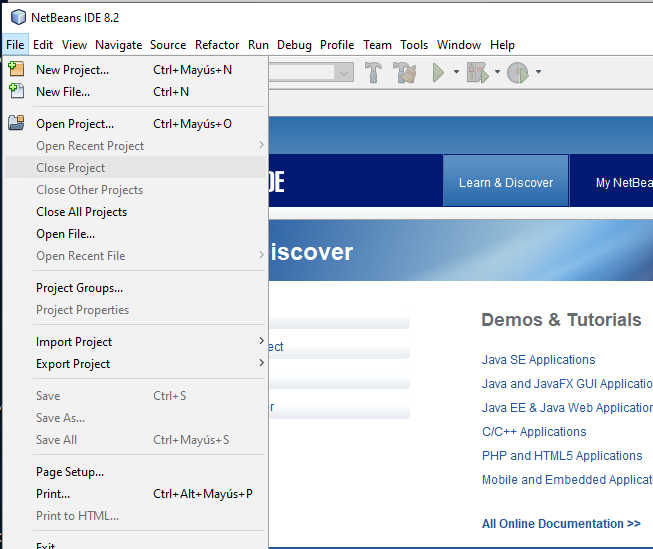 NetBeans IDE 8.2
File Edit View Navigate Source Refactor Run Debug Profile Team Tools Window Help
New Project... Ctrl+Mayús+N
New File... Ctrl+N
Open Project... Ctrl+Mayús+O
Open Recent Project
Close Project
Close Other Projects
Close All Projects
Open File...
Open Recent File
Project Groups...
Project Properties
Import Project
Export Project
Save Ctrl+S
Save As...
Save All Ctrl+Mayús+S
Page Setup...
Print... Ctrl+Alt+Mayús+P
Print to HTML...
Exit
DE
Learn & Discover My NetBeans
iscover
ect
er
Demos & Tutorials
Java SE Applications
Java and JavaFX GUI Applicatio
Java EE & Java Web Application
C/C++ Applications
PHP and HTML5 Applications
Mobile and Embedded Applicat
All Online Documentation >>